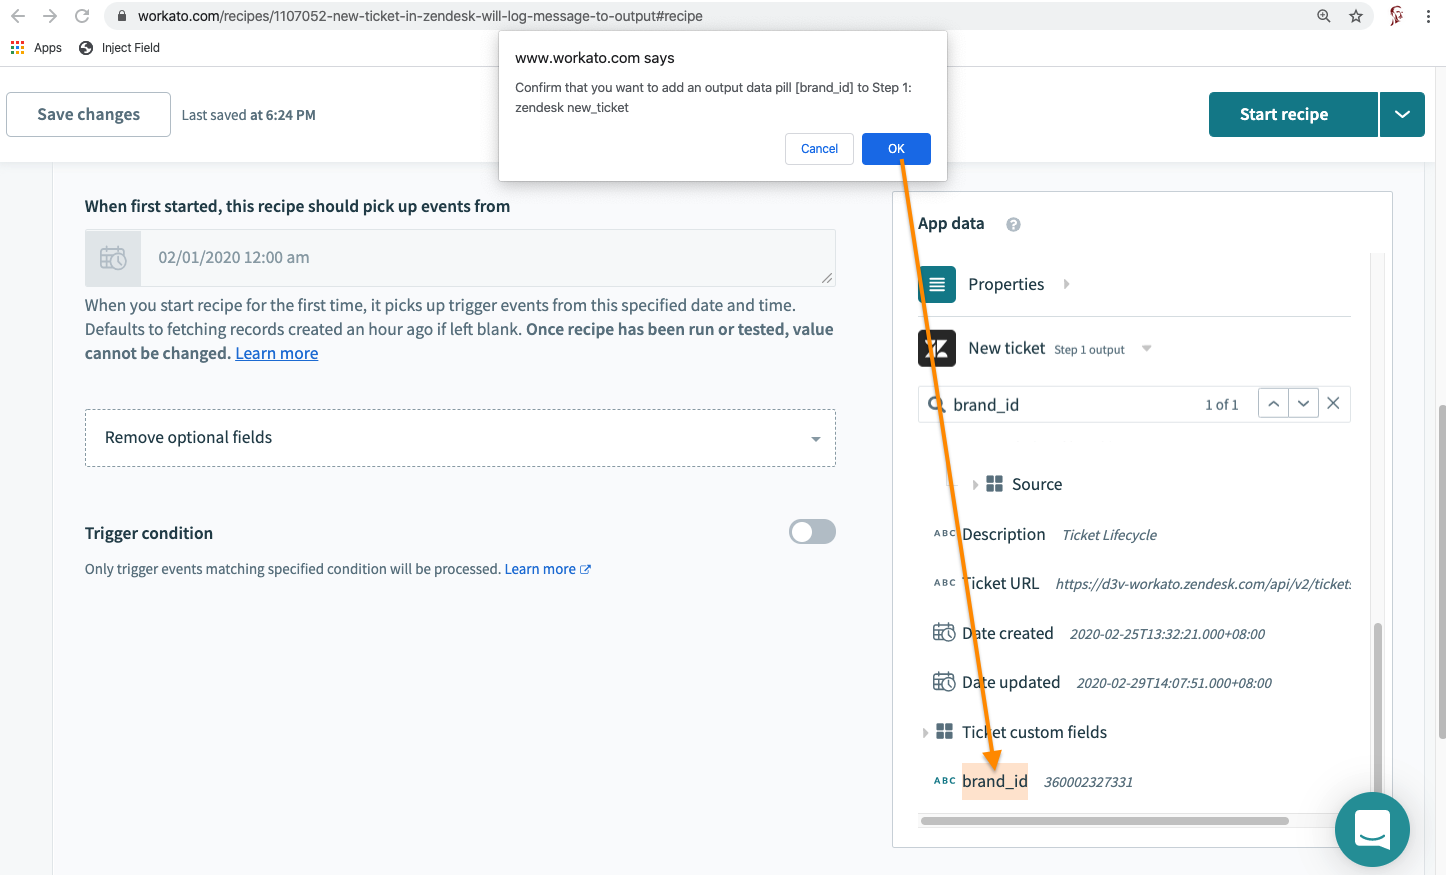 workato.com/recipes/1107052-new-ticket-in-zendesk-will-log-message-to-output#recipe
Apps
Inject Field
www.workato.com says
Confirm that you want to add an output data pill [brand_id] to Step 1:
zendesk new_ticket
Cancel
OK
Save changes
Last saved at 6:24 PM
Start recipe
When first started, this recipe should pick up events from
02/01/2020 12:00 am
When you start recipe for the first time, it picks up trigger events from this specified date and time.
Defaults to fetching records created an hour ago if left blank. Once recipe has been run or tested, value
cannot be changed. Learn more
Remove optional fields
Trigger condition
Only trigger events matching specified condition will be processed. Learn more
App data ?
Properties
New ticket Step 1 output
brand_id 1 of 1
Source
ABC Description Ticket Lifecycle
ABC Ticket URL https://d3v-workato.zendesk.com/api/v2/tickets
Date created 2020-02-25T13:32:21.000+08:00
Date updated 2020-02-29T14:07:51.000+08:00
Ticket custom fields
ABC brand_id 360002327331